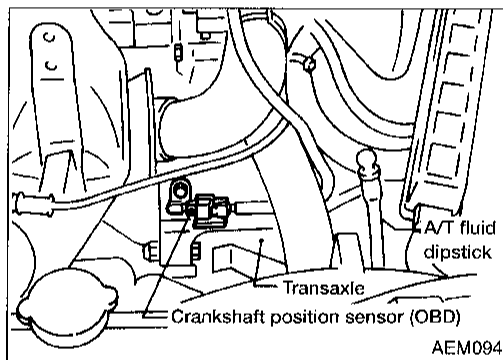 A/T fluid
dipstick
Transaxle
Crankshaft position sensor (OBD)
AEM094